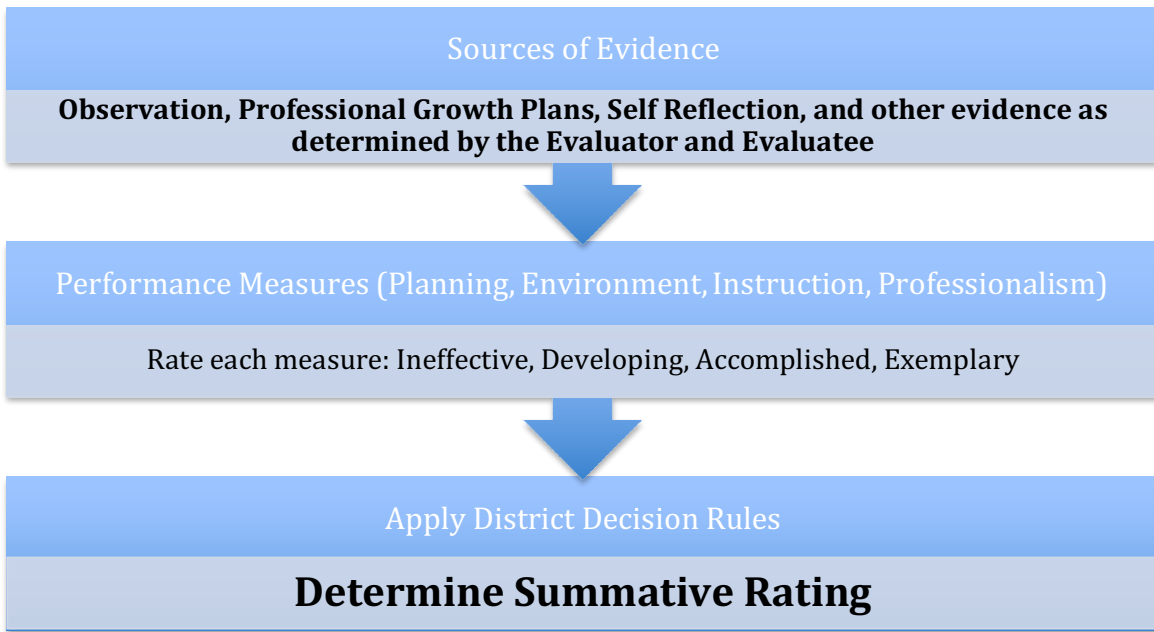 Sources of Evidence
Observation, Professional Growth Plans, Self Reflection, and other evidence as
determined by the Evaluator and Evaluatee
Performance Measures (Planning, Environment, Instruction, Professionalism)
Rate each measure: Ineffective, Developing, Accomplished, Exemplary
Apply District Decision Rules
Determine Summative Rating